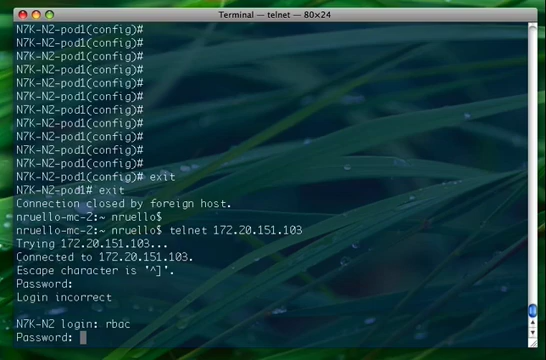 Terminal — telnet — 80×24
N7K-N2-pod1(config)#
N7K-N2-pod1(config)#
N7K-N2-pod1(config)#
N7K-N2-pod1(config)#
N7K-N2-pod1(config)#
N7K-N2-pod1(config)#
N7K-N2-pod1(config)#
N7K-N2-pod1(config)#
N7K-N2-pod1(config)#
N7K-N2-pod1(config)#
N7K-N2-pod1(config)#
N7K-N2-pod1(config)# exit
N7K-N2-pod1# exit
Connection closed by foreign host.
nruello-mc-2:~ nruello$
nruello-mc-2:~ nruello$ telnet 172.20.151.103
Trying 172.20.151.103...
Connected to 172.20.151.103.
Escape character is '^]'.
Password:
Login incorrect
N7K-N2 login: rbac
Password: